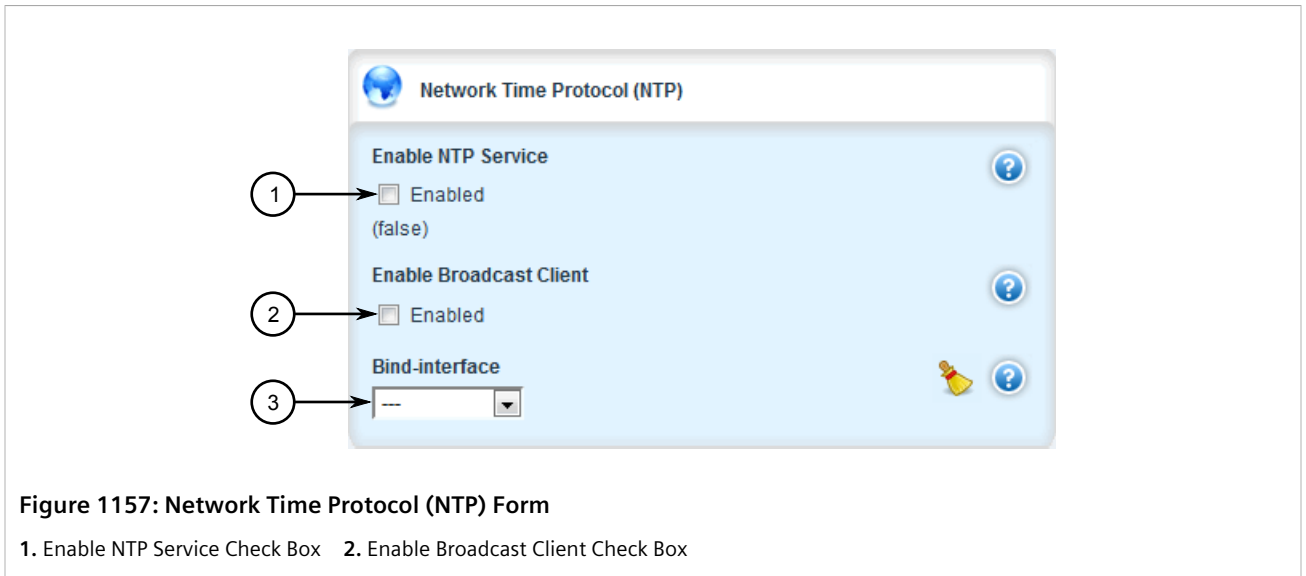 Network Time Protocol (NTP)
Enable NTP Service
1
Enabled
(false)
Enable Broadcast Client
2
Enabled
Bind-interface
3
---
Figure 1157: Network Time Protocol (NTP) Form
1. Enable NTP Service Check Box 2. Enable Broadcast Client Check Box